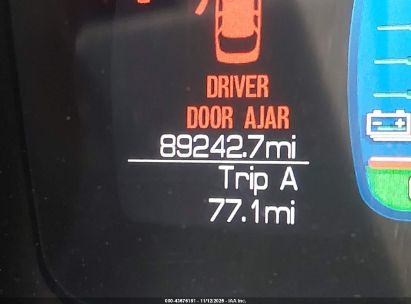 DRIVER
DOOR AJAR
89242.7mi
Trip A
77.1mi